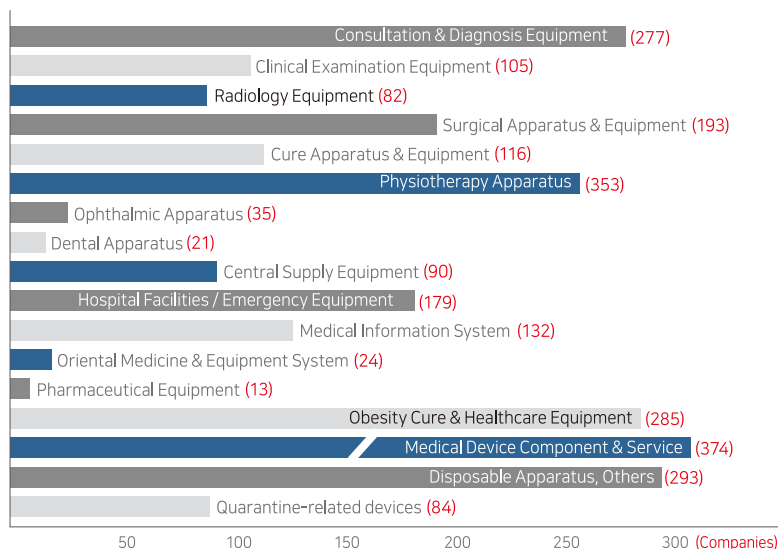 Consultation & Diagnosis Equipment (277)
Clinical Examination Equipment (105)
Radiology Equipment (82)
Surgical Apparatus & Equipment (193)
Cure Apparatus & Equipment (116)
Physiotherapy Apparatus (353)
Ophthalmic Apparatus (35)
Dental Apparatus (21)
Central Supply Equipment (90)
Hospital Facilities / Emergency Equipment (179)
Medical Information System (132)
Oriental Medicine & Equipment System (24)
Pharmaceutical Equipment (13)
Obesity Cure & Healthcare Equipment (285)
Medical Device Component & Service (374)
Disposable Apparatus, Others (293)
Quarantine-related devices (84)
50 100 150 200 250 300 (Companies)